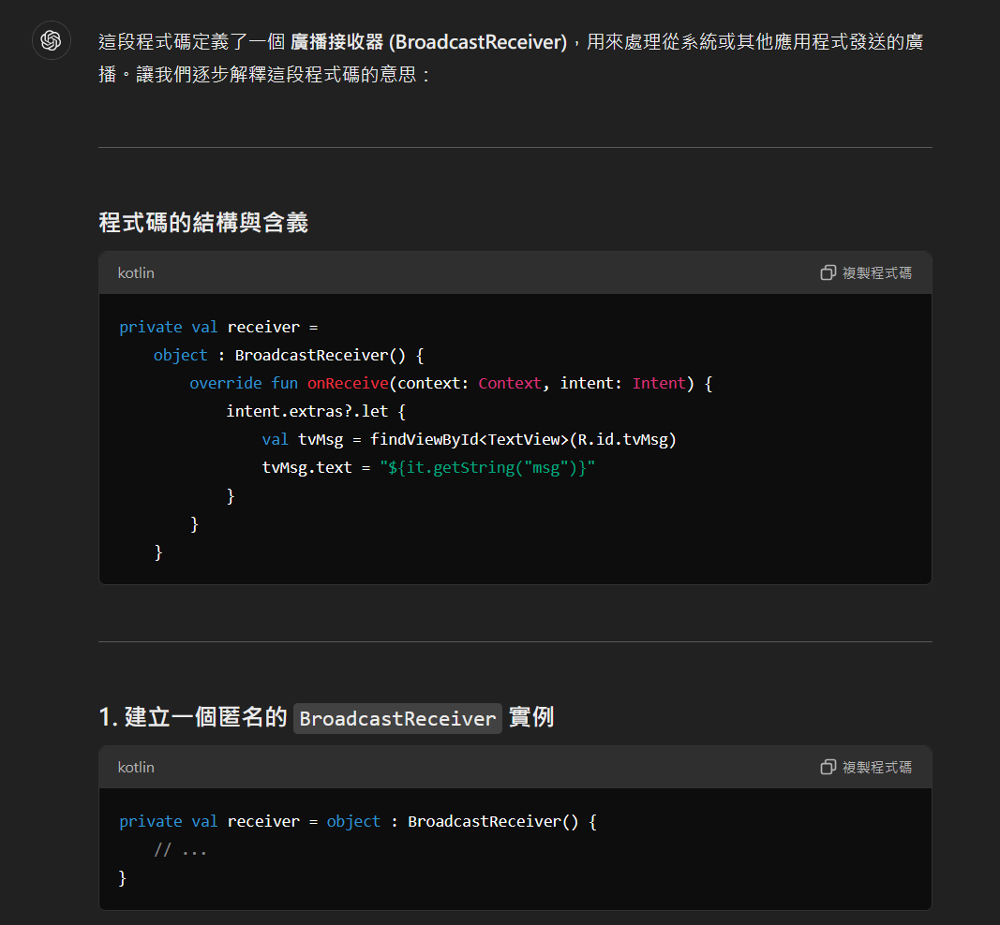 這段程式碼定義了一個 廣播接收器 (BroadcastReceiver)，用來處理從系統或其他應用程式發送的廣
播。讓我們逐步解釋這段程式碼的意思：
程式碼的結構與含義
kotlin
複製程式碼
private val receiver =
    object : BroadcastReceiver() {
        override fun onReceive(context: Context, intent: Intent) {
            intent.extras?.let {
                val tvMsg = findViewById<TextView>(R.id.tvMsg)
                tvMsg.text = "${it.getString("msg")}"
            }
        }
    }
1. 建立一個匿名的 BroadcastReceiver 實例
kotlin
複製程式碼
private val receiver = object : BroadcastReceiver() {
    // ...
}